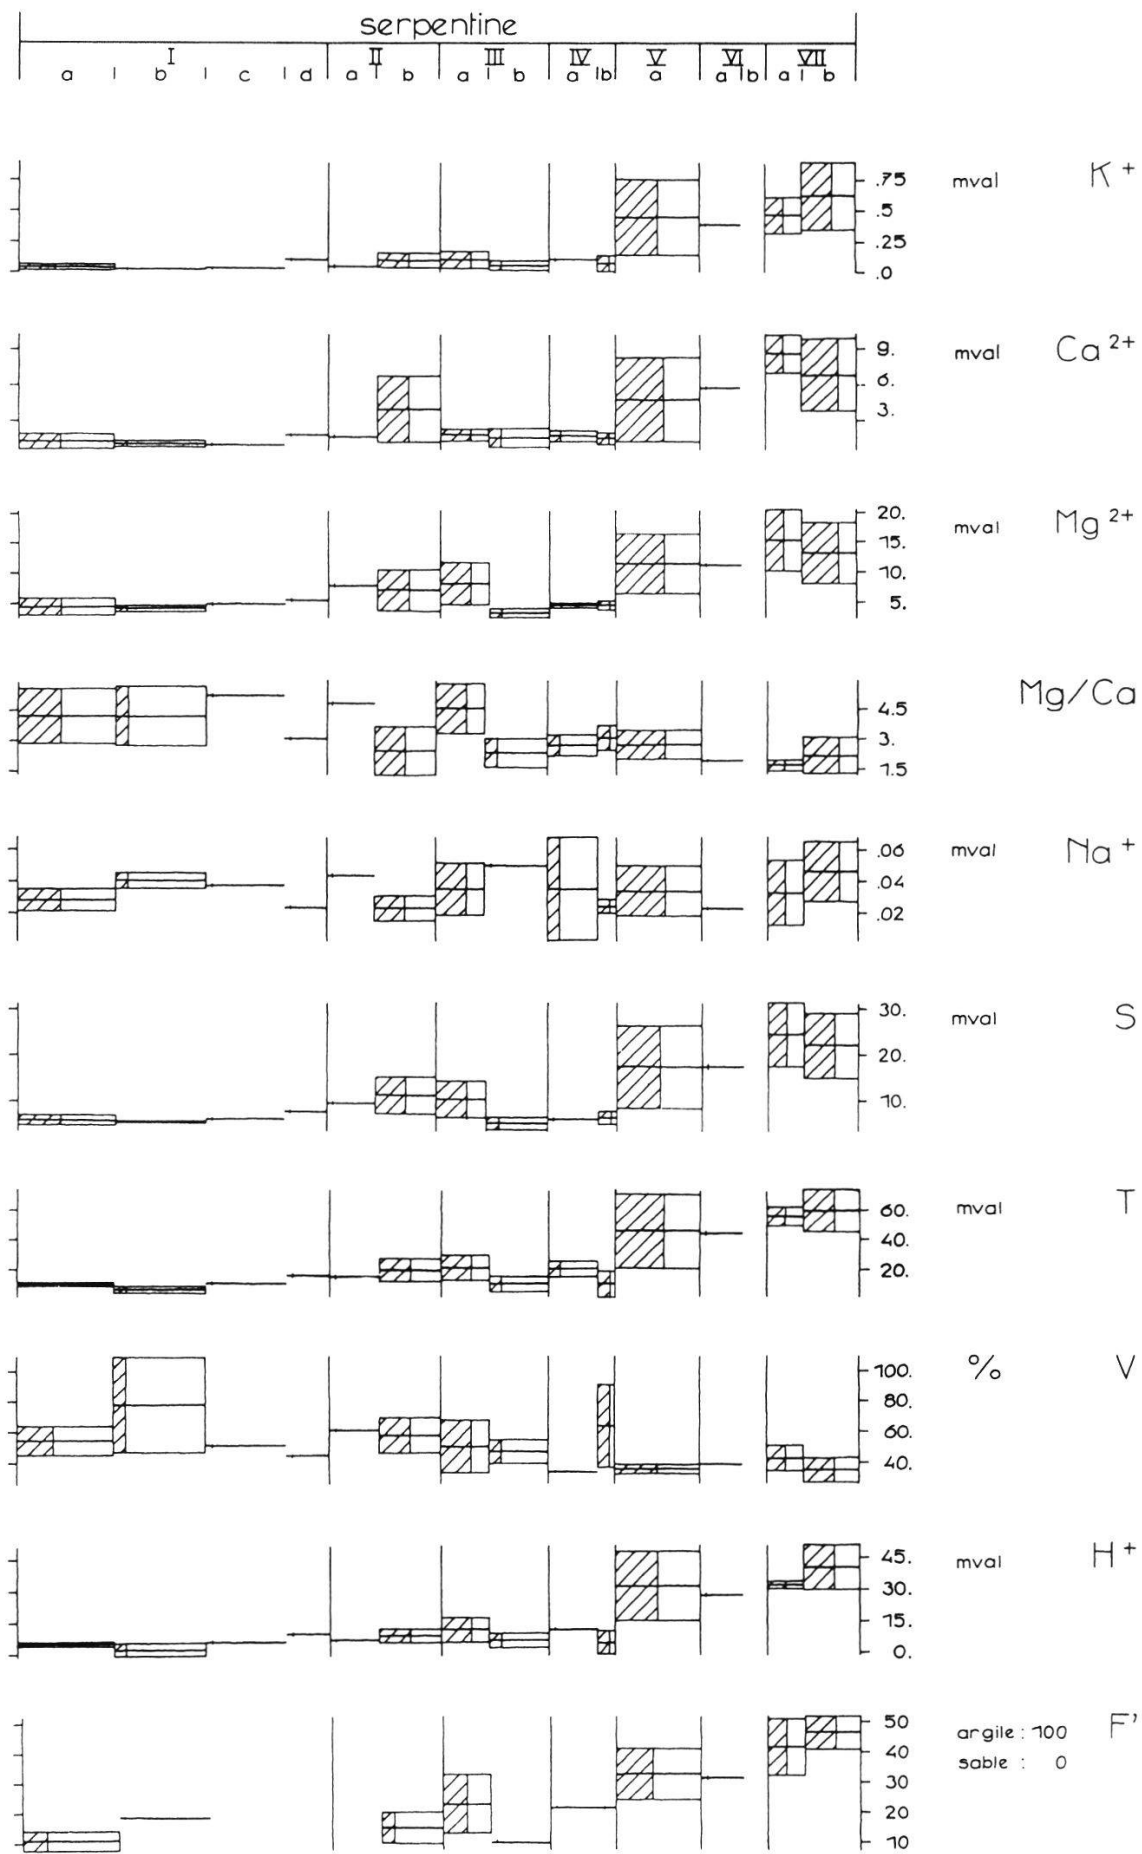 serpentine
I II III IV V VI VII
a b c d a b a b a b a a b a b
.75 mval K+
.5
.25
.0
9. mval Ca2+
6.
3.
20. mval Mg2+
15.
10.
5.
Mg/Ca
4.5
3.
1.5
.06 mval Na+
.04
.02
30. mval S
20.
10.
60. mval T
40.
20.
100. % V
80.
60.
40.
45. mval H+
30.
15.
0.
50 argile : 100 F'
40 sable : 0
30
20
10